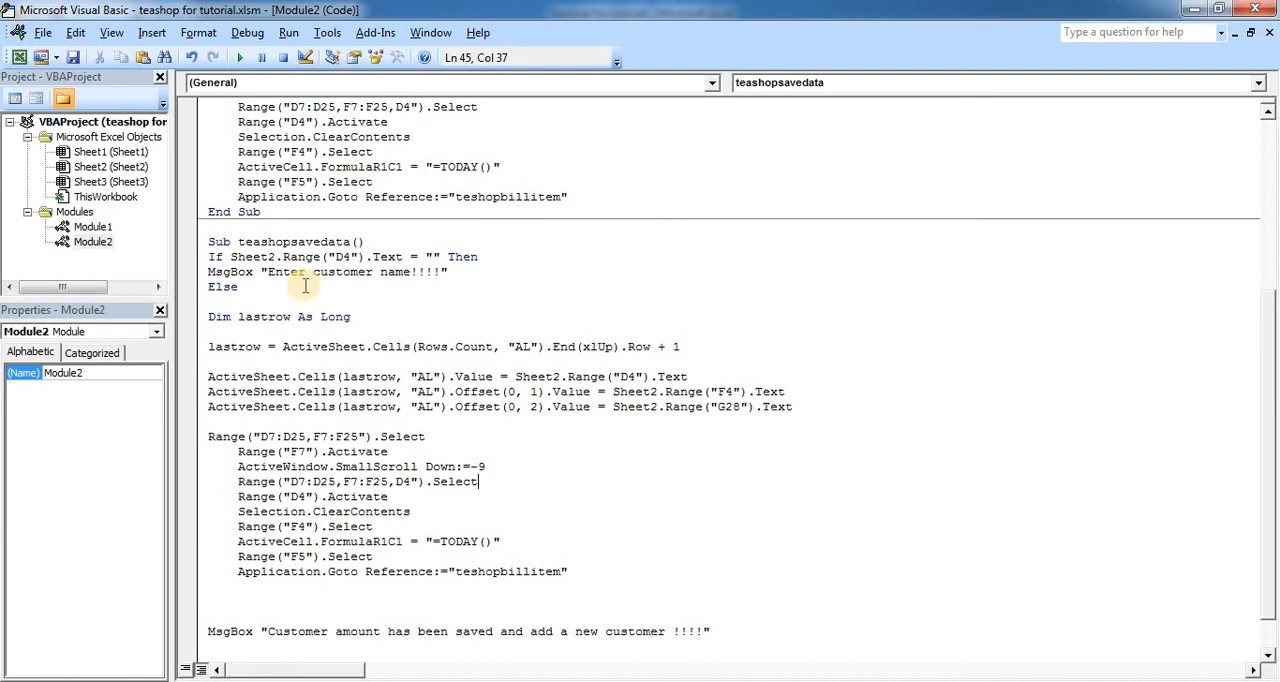 Microsoft Visual Basic - teashop for tutorial.xlsm - [Module2 (Code)]
File Edit View Insert Format Debug Run Tools Add-Ins Window Help
Type a question for help
Ln 45, Col 37
Project - VBAProject
(General)
teashopsavedata
VBAProject (teashop for
Microsoft Excel Objects
Sheet1 (Sheet1)
Sheet2 (Sheet2)
Sheet3 (Sheet3)
ThisWorkbook
Modules
Module1
Module2
Properties - Module2
Module2 Module
Alphabetic Categorized
(Name) Module2
Range("D7:D25,F7:F25,D4").Select
Range("D4").Activate
Selection.ClearContents
Range("F4").Select
ActiveCell.FormulaR1C1 = "=TODAY()"
Range("F5").Select
Application.Goto Reference:="teshopbillitem"
End Sub
Sub teashopsavedata()
If Sheet2.Range("D4").Text = "" Then
MsgBox "Enter customer name!!!!"
Else
Dim lastrow As Long
lastrow = ActiveSheet.Cells(Rows.Count, "AL").End(xlUp).Row + 1
ActiveSheet.Cells(lastrow, "AL").Value = Sheet2.Range("D4").Text
ActiveSheet.Cells(lastrow, "AL").Offset(0, 1).Value = Sheet2.Range("F4").Text
ActiveSheet.Cells(lastrow, "AL").Offset(0, 2).Value = Sheet2.Range("G28").Text
Range("D7:D25,F7:F25").Select
Range("F7").Activate
ActiveWindow.SmallScroll Down:=-9
Range("D7:D25,F7:F25,D4").Select
Range("D4").Activate
Selection.ClearContents
Range("F4").Select
ActiveCell.FormulaR1C1 = "=TODAY()"
Range("F5").Select
Application.Goto Reference:="teshopbillitem"
MsgBox "Customer amount has been saved and add a new customer !!!!"